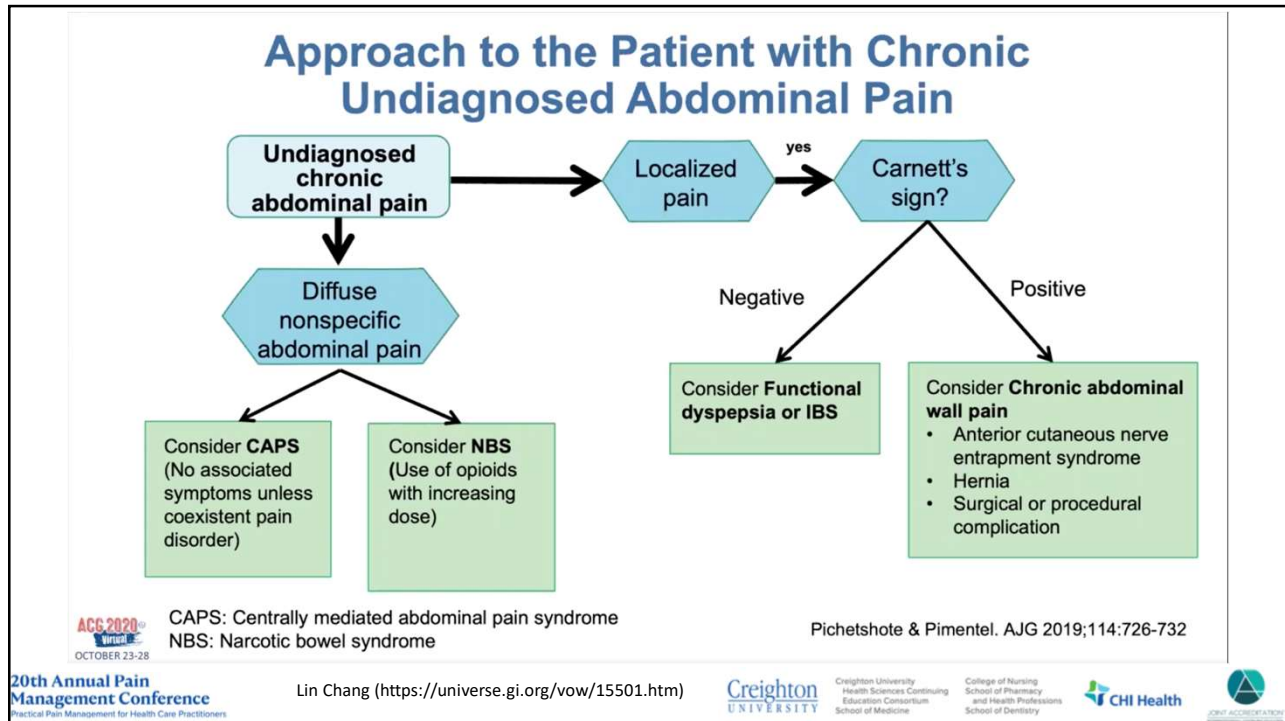 Approach to the Patient with Chronic
Undiagnosed Abdominal Pain
Undiagnosed
chronic
abdominal pain
Localized
pain
yes
Carnett's
sign?
Diffuse
nonspecific
abdominal pain
Negative
Positive
Consider CAPS
(No associated
symptoms unless
coexistent pain
disorder)
Consider NBS
(Use of opioids
with increasing
dose)
Consider Functional
dyspepsia or IBS
Consider Chronic abdominal
wall pain
• Anterior cutaneous nerve
entrapment syndrome
• Hernia
• Surgical or procedural
complication
ACG 2020
Virtual
OCTOBER 23-28
CAPS: Centrally mediated abdominal pain syndrome
NBS: Narcotic bowel syndrome
Pichetshote & Pimentel. AJG 2019;114:726-732
20th Annual Pain
Management Conference
Practical Pain Management for Health Care Practitioners
Lin Chang (https://universe.gi.org/vow/15501.htm)
Creighton
UNIVERSITY
Creighton University
Health Sciences Continuing
Education Consortium
School of Medicine
College of Nursing
School of Pharmacy
and Health Professions
School of Dentistry
CHI Health
JOINT ACCREDITATION